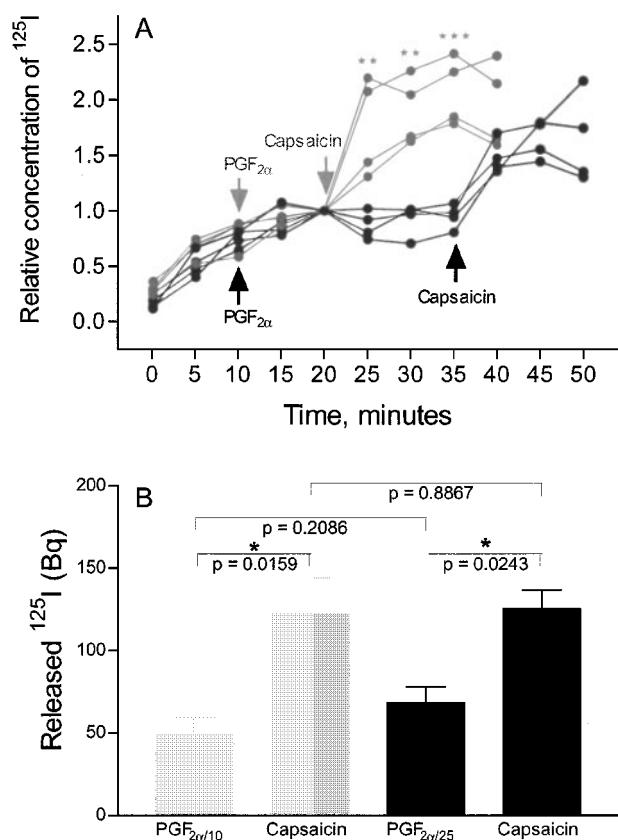 A
Relative concentration of ¹²⁵I
2.5
2.0
1.5
1.0
0.5
0.0
** ** ***
Capsaicin
PGF₂α
PGF₂α
Capsaicin
0 5 10 15 20 25 30 35 40 45 50
Time, minutes
B
Released ¹²⁵I (Bq)
200
150
100
50
0
p = 0.8867
p = 0.2086
* *
p = 0.0159 p = 0.0243
PGF₂α/10 Capsaicin PGF₂α/25 Capsaicin